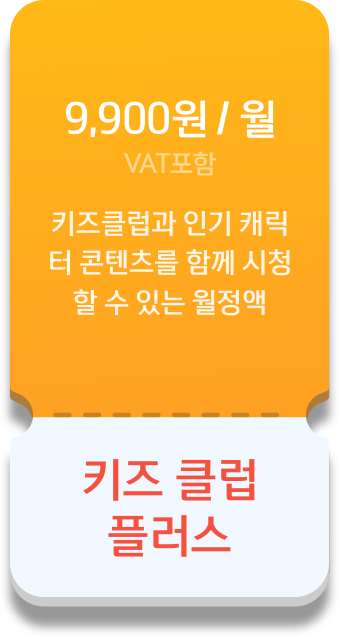 9,900원 / 월
VAT포함
키즈클럽과 인기 캐릭
터 콘텐츠를 함께 시청
할 수 있는 월정액
키즈 클럽
플러스